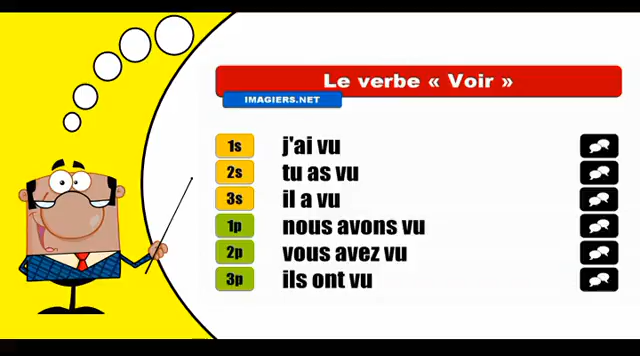 Le verbe « Voir »
IMAGIERS.NET
1s j'ai vu
2s tu as vu
3s il a vu
1p nous avons vu
2p vous avez vu
3p ils ont vu